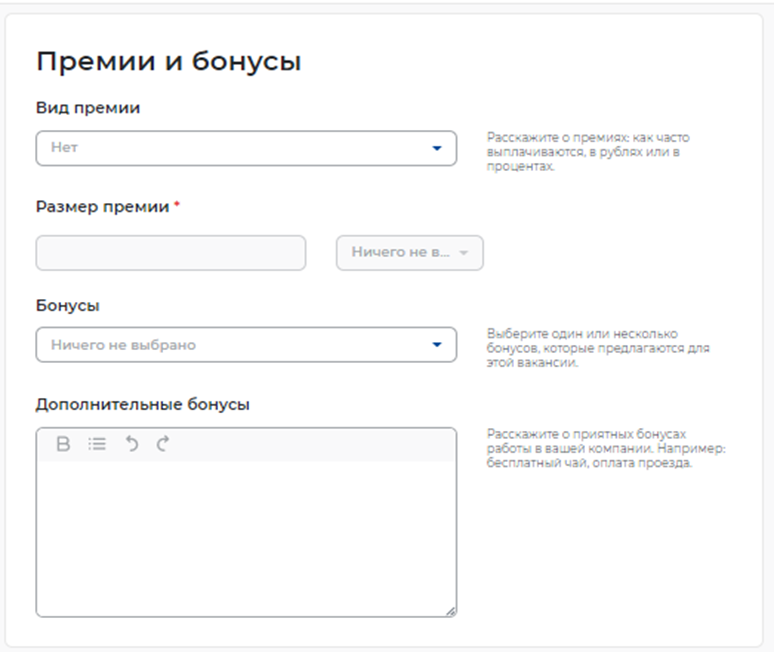 Премии и бонусы
Вид премии
Нет
Расскажите о премиях: как часто
выплачиваются, в рублях или в
процентах.
Размер премии *
Ничего не в...
Бонусы
Ничего не выбрано
Выберите один или несколько
бонусов, которые предлагаются для
этой вакансии.
Дополнительные бонусы
B
Расскажите о приятных бонусах
работы в вашей компании. Например:
бесплатный чай, оплата проезда.